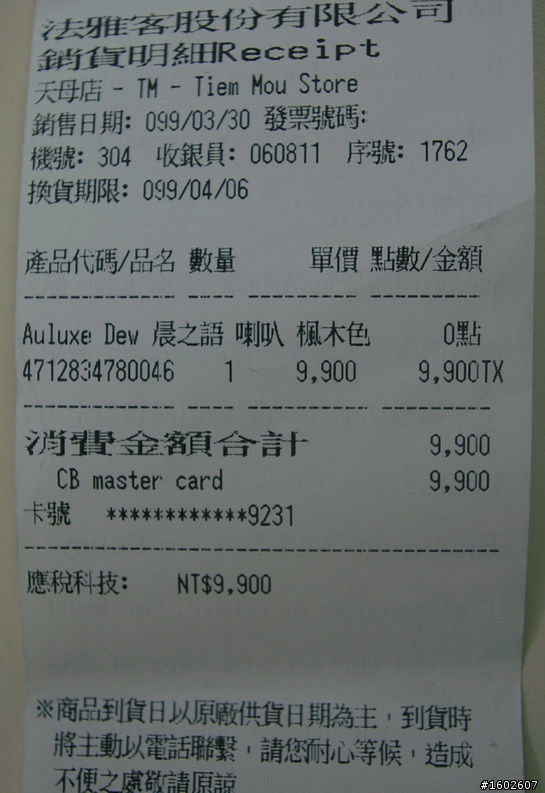 法雅客股份有限公司
銷貨明細Receipt
天母店 - TM - Tiem Mou Store
銷售日期: 099/03/30 發票號碼:
機號: 304 收銀員: 060811 序號: 1762
換貨期限: 099/04/06
產品代碼/品名 數量 單價 點數/金額
Auluxe Dew 晨之語 喇叭 楓木色 0點
4712834780046 1 9,900 9,900TX
消費金額合計 9,900
CB master card 9,900
卡號 ************9231
應稅科技: NT$9,900
※商品到貨日以原廠供貨日期為主, 到貨時
將主動以電話聯繫, 請您耐心等候, 造成
不便之處敬請原諒
#1602607